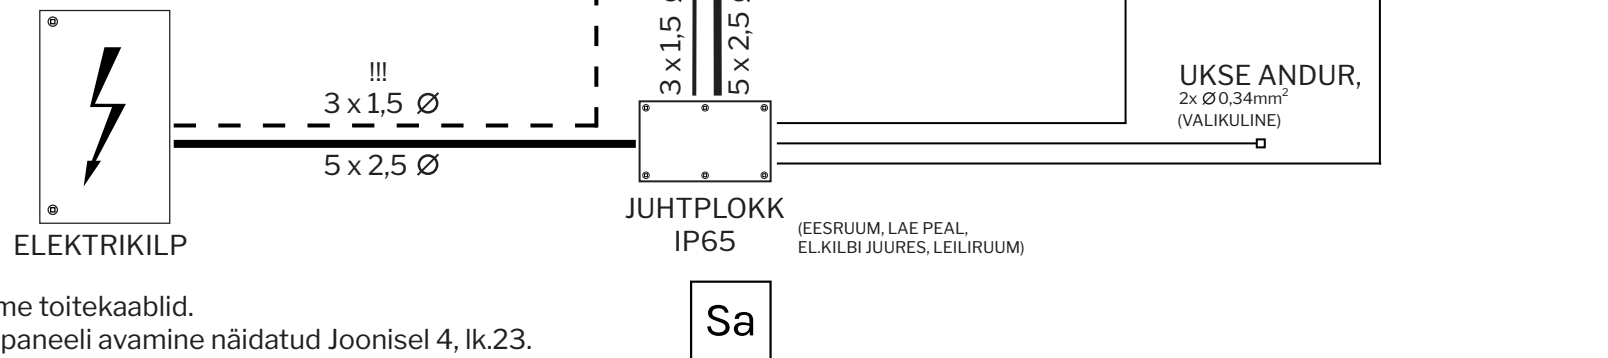 3 x 1,5
5 x 2,5
!!!
3 x 1,5 Ø
5 x 2,5 Ø
ELEKTRIKILP
JUHTPLOKK
IP65
(EESRUUM, LAE PEAL,
EL.KILBI JUURES, LEILIRUUM)
UKSE ANDUR,
2x Ø 0,34mm²
(VALIKULINE)
toitekaablid.
paneeli avamine näidatud Joonisel 4, lk.23.
Sa